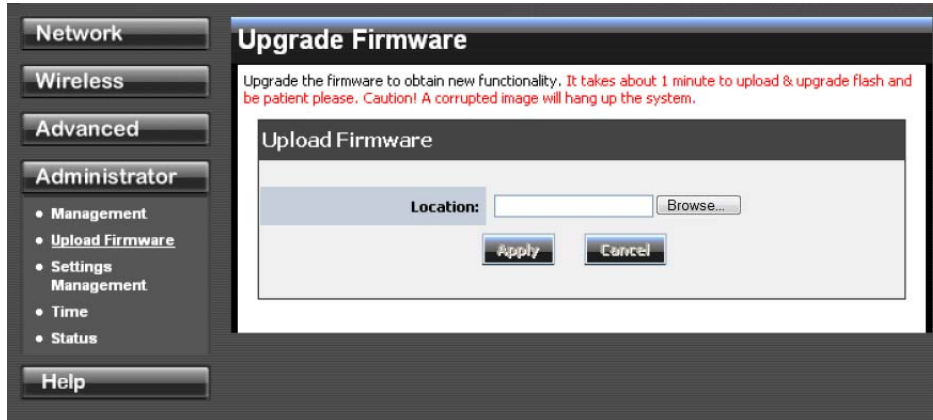 Network
Wireless
Advanced
Administrator
• Management
• Upload Firmware
• Settings
Management
• Time
• Status
Help
Upgrade Firmware
Upgrade the firmware to obtain new functionality. It takes about 1 minute to upload & upgrade flash and
be patient please. Caution! A corrupted image will hang up the system.
Upload Firmware
Location: Browse...
Apply Cancel